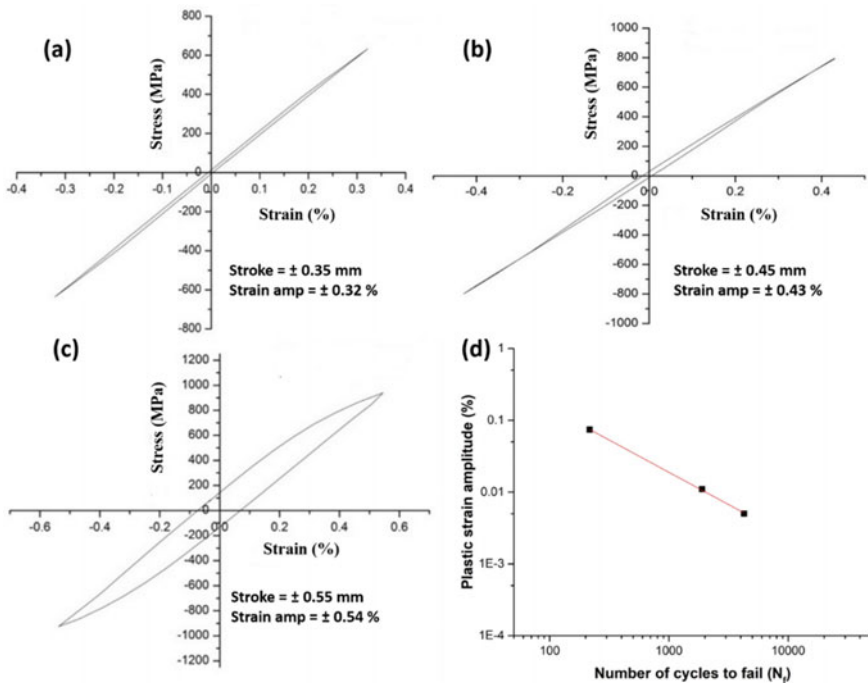 (a)
Stress (MPa)
800
600
400
200
0
-200
-400
-600
-800
-0.4 -0.3 -0.2 -0.1 0.0 0.1 0.2 0.3 0.4
Strain (%)
Stroke = ± 0.35 mm
Strain amp = ± 0.32 %
(b)
Stress (MPa)
1000
800
600
400
200
0
-200
-400
-600
-800
-1000
-0.4 -0.2 0.0 0.2 0.4
Strain (%)
Stroke = ± 0.45 mm
Strain amp = ± 0.43 %
(c)
Stress (MPa)
1200
1000
800
600
400
200
0
-200
-400
-600
-800
-1000
-1200
-0.6 -0.4 -0.2 0.0 0.2 0.4 0.6
Strain (%)
Stroke = ± 0.55 mm
Strain amp = ± 0.54 %
(d)
Plastic strain amplitude (%)
1
0.1
0.01
1E-3
1E-4
100 1000 10000
Number of cycles to fail (Nf)